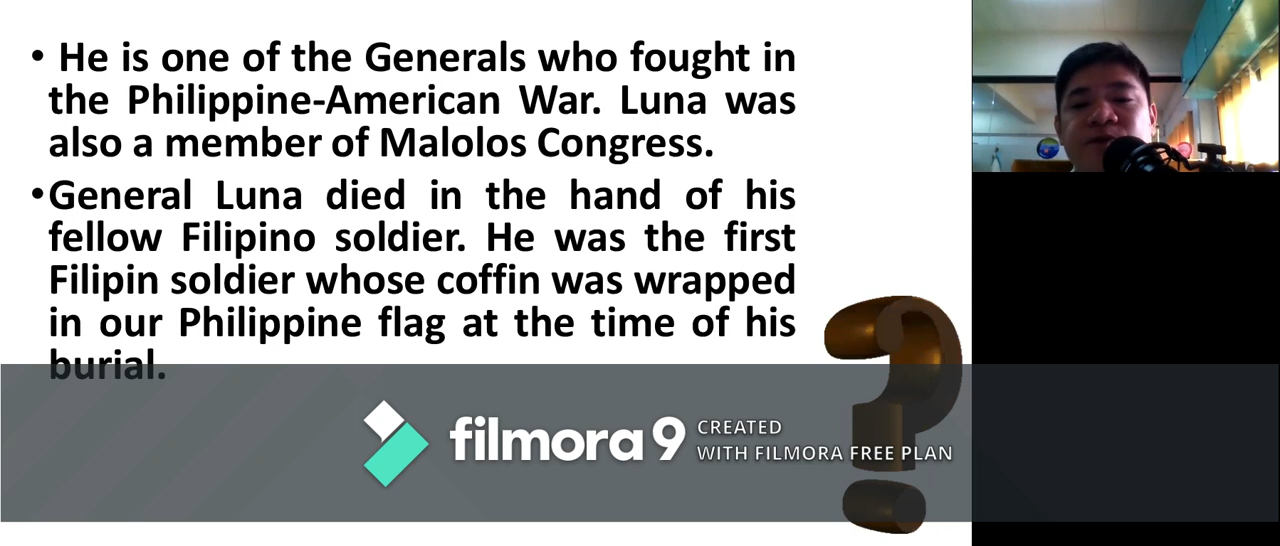 • He is one of the Generals who fought in
the Philippine-American War. Luna was
also a member of Malolos Congress.
•General Luna died in the hand of his
fellow Filipino soldier. He was the first
Filipin soldier whose coffin was wrapped
in our Philippine flag at the time of his
burial.
filmora9
CREATED
WITH FILMORA FREE PLAN